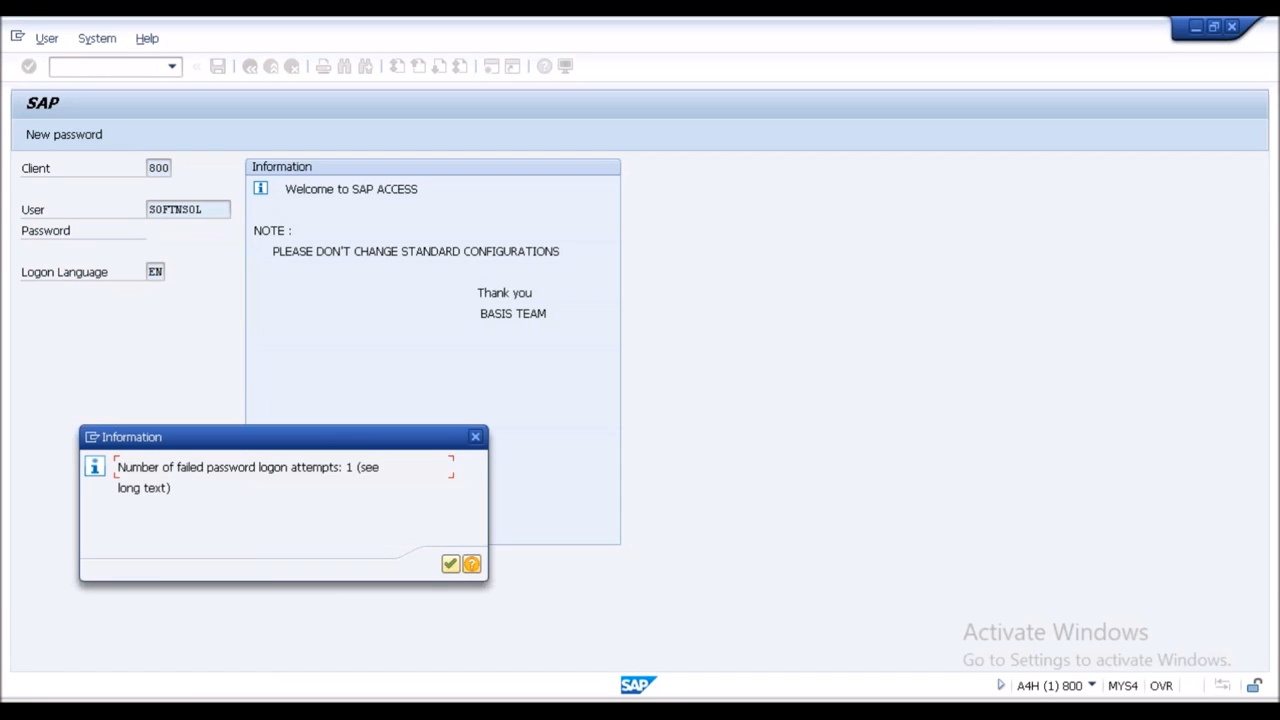 User System Help
SAP
New password
Client 800
User SOFTNSOL
Password
Logon Language EN
Information
Welcome to SAP ACCESS
NOTE :
PLEASE DON'T CHANGE STANDARD CONFIGURATIONS
Thank you
BASIS TEAM
Information
Number of failed password logon attempts: 1 (see
long text)
Activate Windows
Go to Settings to activate Windows.
SAP
A4H (1) 800 MYS4 OVR